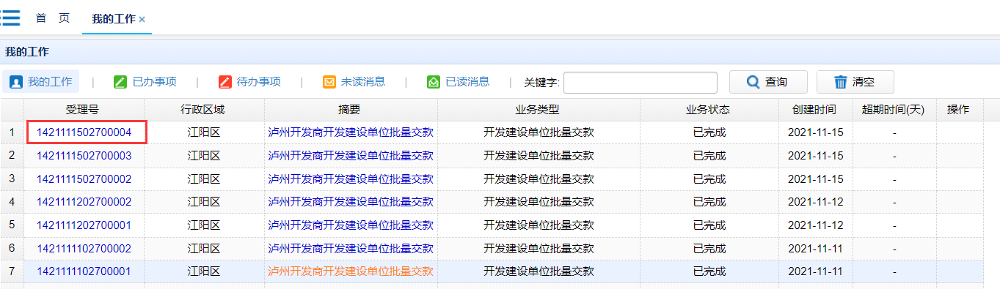 首 页 我的工作 ×
我的工作
我的工作 | 已办事项 | 待办事项 | 未读消息 | 已读消息 | 关键字: 查询 清空
受理号 行政区域 摘要 业务类型 业务状态 创建时间 超期时间(天) 操作
1 1421111502700004 江阳区 泸州开发商开发建设单位批量交款 开发建设单位批量交款 已完成 2021-11-15 -
2 1421111502700003 江阳区 泸州开发商开发建设单位批量交款 开发建设单位批量交款 已完成 2021-11-15 -
3 1421111502700002 江阳区 泸州开发商开发建设单位批量交款 开发建设单位批量交款 已完成 2021-11-15 -
4 1421111202700002 江阳区 泸州开发商开发建设单位批量交款 开发建设单位批量交款 已完成 2021-11-12 -
5 1421111202700001 江阳区 泸州开发商开发建设单位批量交款 开发建设单位批量交款 已完成 2021-11-12 -
6 1421111102700002 江阳区 泸州开发商开发建设单位批量交款 开发建设单位批量交款 已完成 2021-11-11 -
7 1421111102700001 江阳区 泸州开发商开发建设单位批量交款 开发建设单位批量交款 已完成 2021-11-11 -